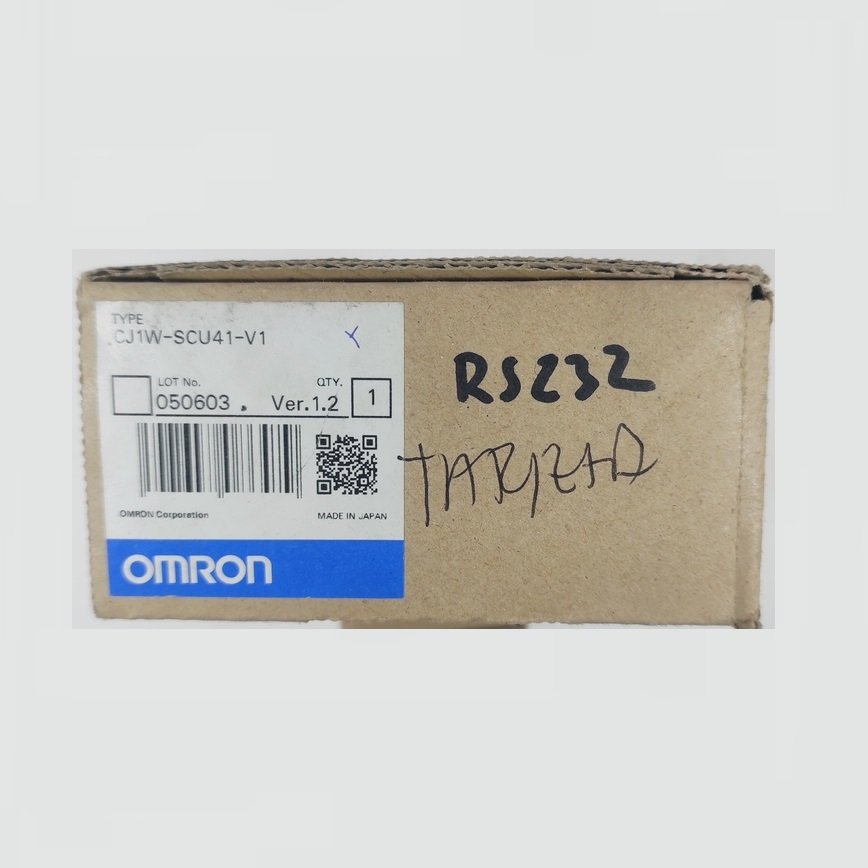 TYPE
CJ1W-SCU41-V1
LOT No. QTY.
050603 . Ver.1.2 1
OMRON Corporation MADE IN JAPAN
OMRON
RS232
TARJETA